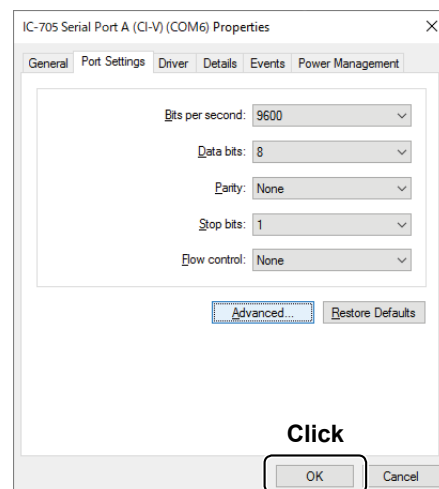 IC-705 Serial Port A (CI-V) (COM6) Properties
General Port Settings Driver Details Events Power Management
Bits per second: 9600
Data bits: 8
Parity: None
Stop bits: 1
Flow control: None
Advanced... Restore Defaults
Click
OK Cancel